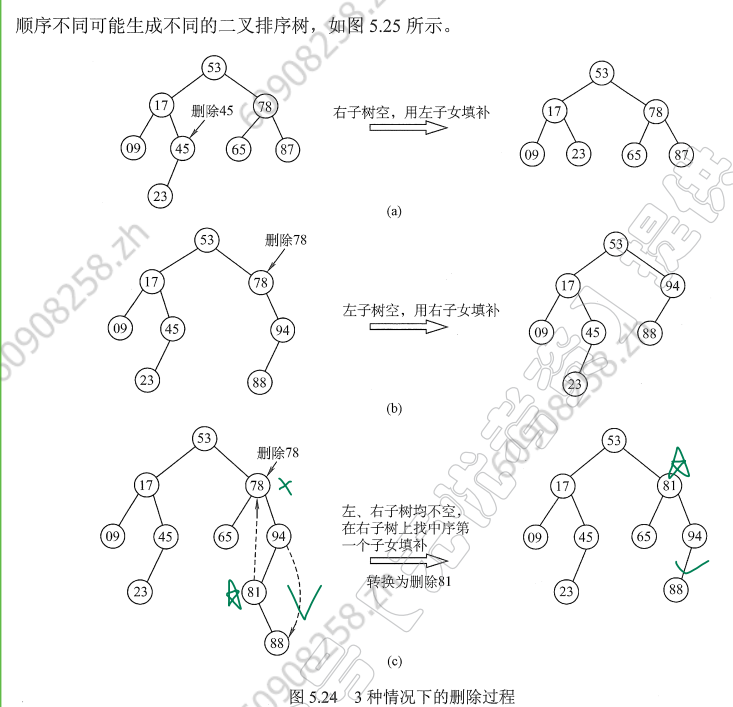 顺序不同可能生成不同的二叉排序树，如图 5.25 所示。
53
17 删除45 78
09 45 65 87
23
右子树空，用左子女填补
53
17 78
09 23 65 87
(a)
53 删除78
17 78
09 45 94
23 88
左子树空，用右子女填补
53
17 94
09 45 88
23
(b)
53 删除78
17 78
09 45 65 94
23 81
88
左、右子树均不空，
在右子树上找中序第
一个子女填补
转换为删除81
53
17 81
09 45 65 94
23 88
(c)
图 5.24 3 种情况下的删除过程
60908258.zh
60908258.zh
60908258.zh
60908258.zh